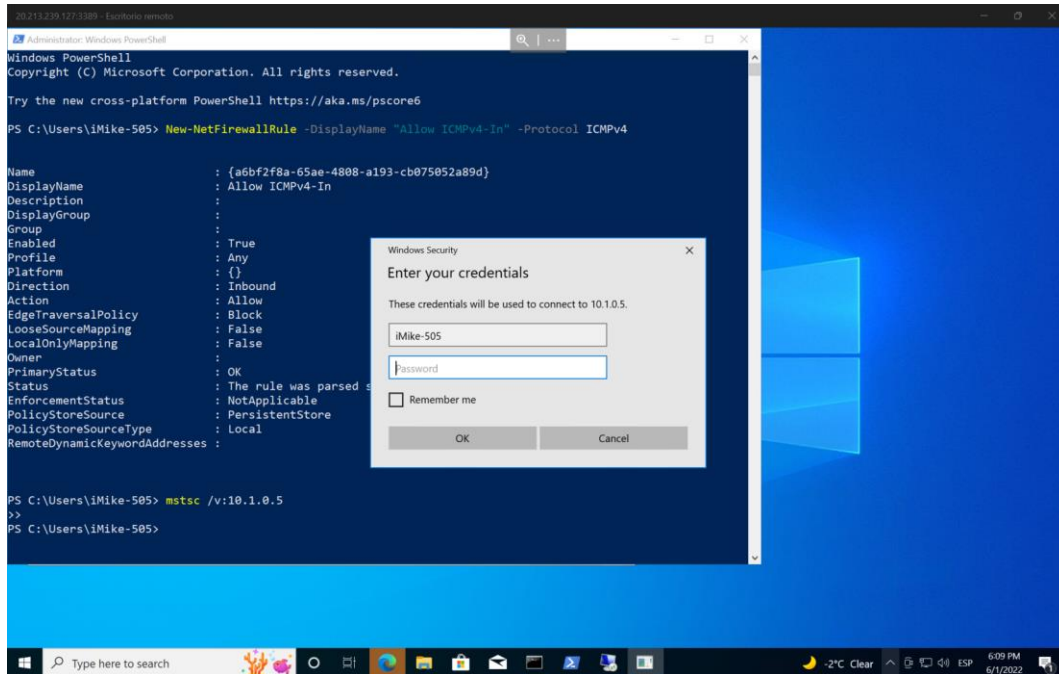 20.213.239.127:3389 - Escritorio remoto
Administrator: Windows PowerShell
Windows PowerShell
Copyright (C) Microsoft Corporation. All rights reserved.
Try the new cross-platform PowerShell https://aka.ms/pscore6
PS C:\Users\iMike-505> New-NetFirewallRule -DisplayName "Allow ICMPv4-In" -Protocol ICMPv4
Name : {a6bf2f8a-65ae-4808-a193-cb075052a89d}
DisplayName : Allow ICMPv4-In
Description :
DisplayGroup :
Group :
Enabled : True
Profile : Any
Platform : {}
Direction : Inbound
Action : Allow
EdgeTraversalPolicy : Block
LooseSourceMapping : False
LocalOnlyMapping : False
Owner :
PrimaryStatus : OK
Status : The rule was parsed s
EnforcementStatus : NotApplicable
PolicyStoreSource : PersistentStore
PolicyStoreSourceType : Local
RemoteDynamicKeywordAddresses :
PS C:\Users\iMike-505> mstsc /v:10.1.0.5
>>
PS C:\Users\iMike-505>
Windows Security
Enter your credentials
These credentials will be used to connect to 10.1.0.5.
iMike-505
Password
Remember me
OK Cancel
Type here to search
-2°C Clear
ESP
6:09 PM
6/1/2022